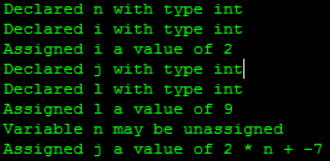 Declared n with type int
Declared i with type int
Assigned i a value of 2
Declared j with type int
Declared l with type int
Assigned l a value of 9
Variable n may be unassigned
Assigned j a value of 2 * n + -7